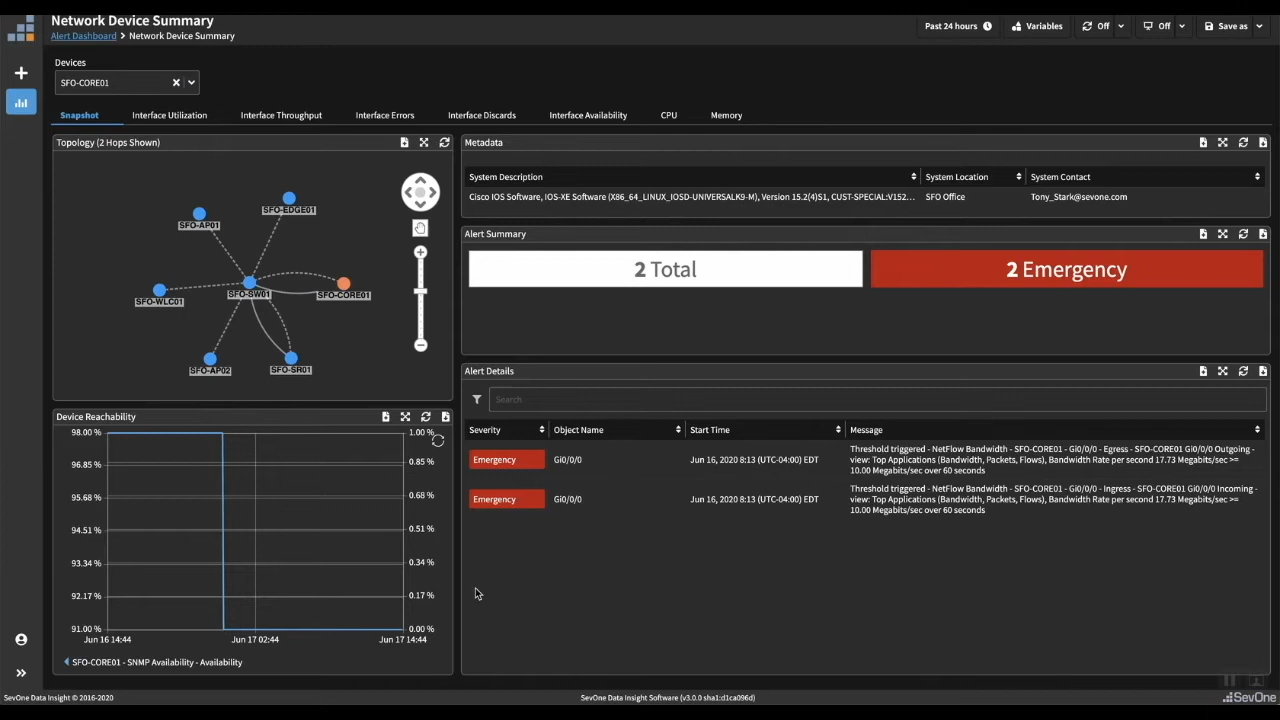 Network Device Summary
Alert Dashboard > Network Device Summary
Past 24 hours
Variables
Off
Off
Save as
Devices
SFO-CORE01
Snapshot
Interface Utilization
Interface Throughput
Interface Errors
Interface Discards
Interface Availability
CPU
Memory
Topology (2 Hops Shown)
SFO-EDGE01
SFO-AP01
SFO-SW01
SFO-CORE01
SFO-WLC01
SFO-AP02
SFO-SR01
Metadata
System Description
System Location
System Contact
Cisco IOS Software, IOS-XE Software (X86_64_LINUX_IOSD-UNIVERSALK9-M), Version 15.2(4)S1, CUST-SPECIAL:V152...
SFO Office
Tony_Stark@sevone.com
Alert Summary
2 Total
2 Emergency
Alert Details
Search
Severity
Object Name
Start Time
Message
Emergency
Gi0/0/0
Jun 16, 2020 8:13 (UTC-04:00) EDT
Threshold triggered - NetFlow Bandwidth - SFO-CORE01 - Gi0/0/0 - Egress - SFO-CORE01 Gi0/0/0 Outgoing -
view: Top Applications (Bandwidth, Packets, Flows), Bandwidth Rate per second 17.73 Megabits/sec >=
10.00 Megabits/sec over 60 seconds
Emergency
Gi0/0/0
Jun 16, 2020 8:13 (UTC-04:00) EDT
Threshold triggered - NetFlow Bandwidth - SFO-CORE01 - Gi0/0/0 - Ingress - SFO-CORE01 Gi0/0/0 Incoming -
view: Top Applications (Bandwidth, Packets, Flows), Bandwidth Rate per second 17.73 Megabits/sec >=
10.00 Megabits/sec over 60 seconds
Device Reachability
98.00 %
96.85 %
95.68 %
94.51 %
93.34 %
92.17 %
91.00 %
1.00 %
0.85 %
0.68 %
0.51 %
0.34 %
0.17 %
0.00 %
Jun 16 14:44
Jun 17 02:44
Jun 17 14:44
SFO-CORE01 - SNMP Availability - Availability
SevOne Data Insight © 2016-2020
SevOne Data Insight Software (v3.0.0 sha1:d1ca096d)
SevOne